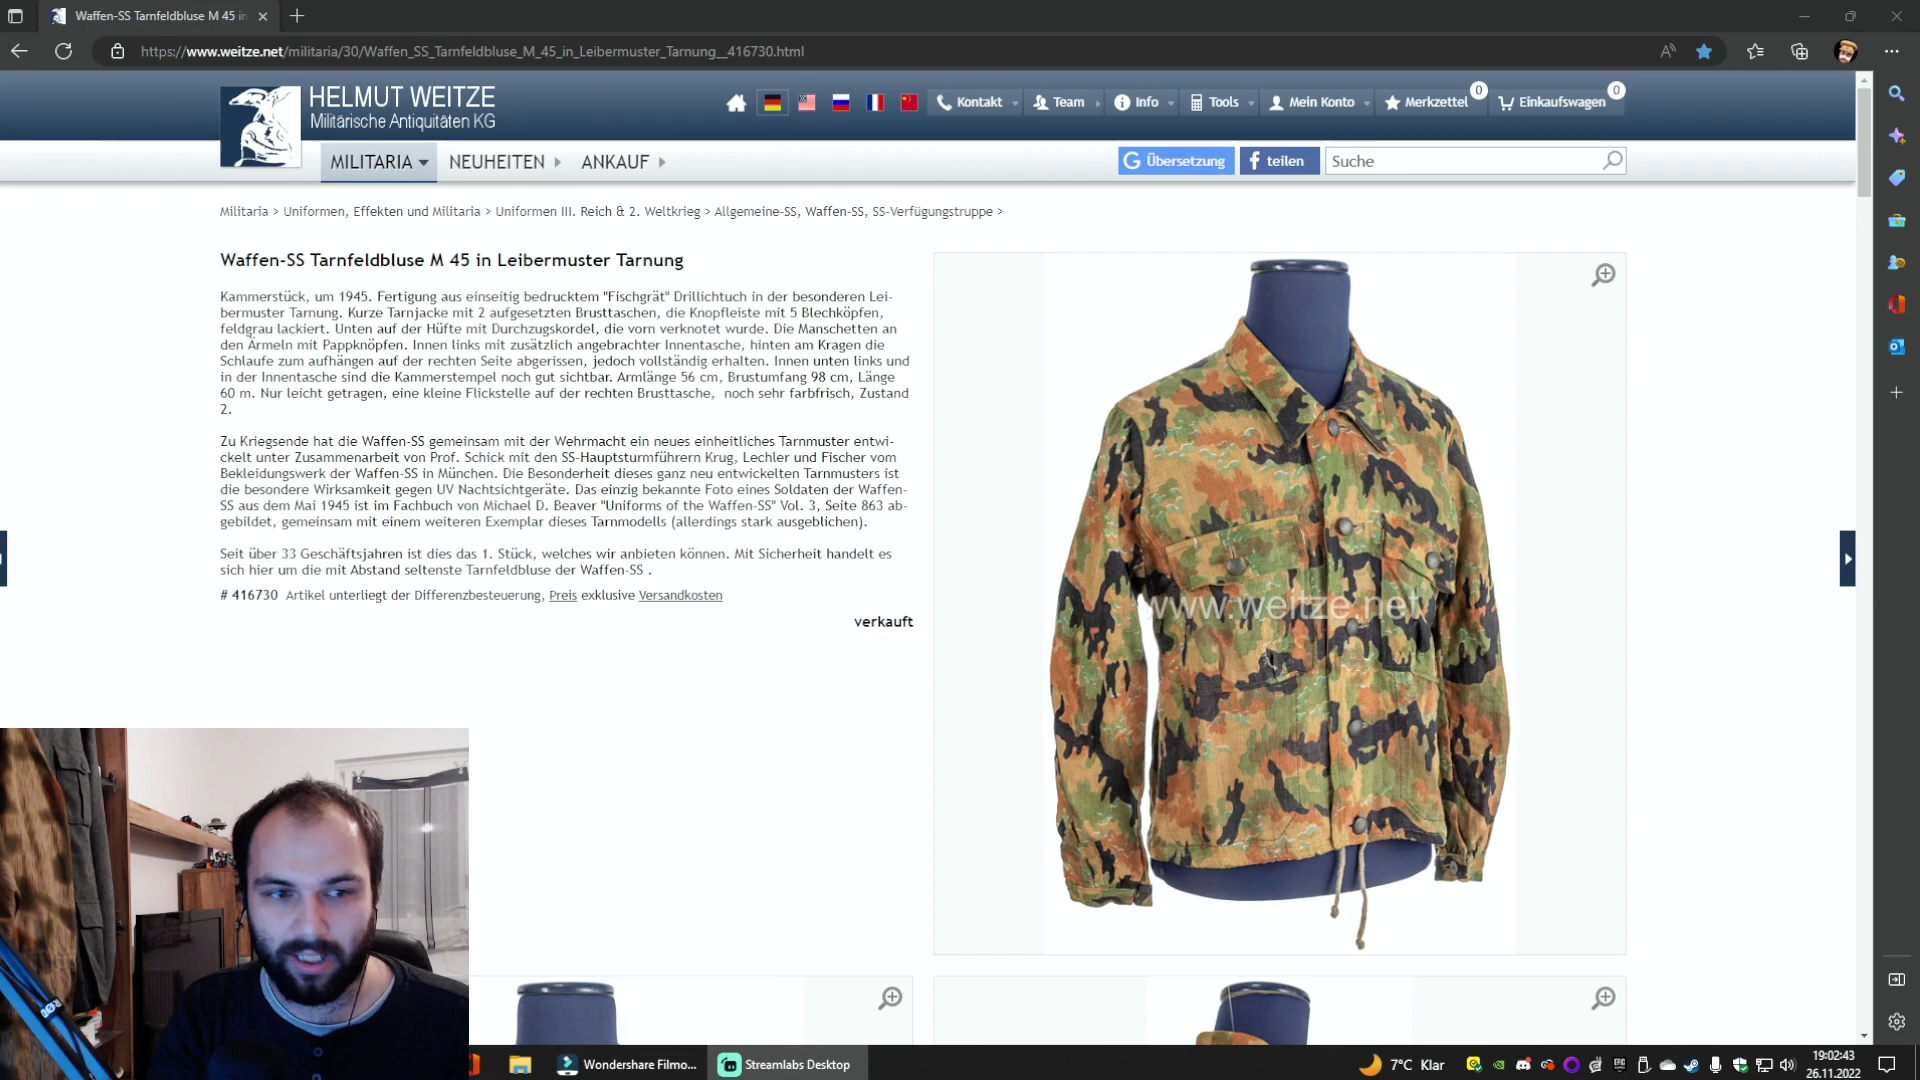 Waffen-SS Tarnfeldbluse M 45 in
https://www.weitze.net/militaria/30/Waffen_SS_Tarnfeldbluse_M_45_in_Leibermuster_Tarnung__416730.html
HELMUT WEITZE
Militärische Antiquitäten KG
Kontakt
Team
Info
Tools
Mein Konto
Merkzettel 0
Einkaufswagen 0
MILITARIA
NEUHEITEN
ANKAUF
G Übersetzung
f teilen
Suche
Militaria > Uniformen, Effekten und Militaria > Uniformen III. Reich & 2. Weltkrieg > Allgemeine-SS, Waffen-SS, SS-Verfügungstruppe >
Waffen-SS Tarnfeldbluse M 45 in Leibermuster Tarnung
Kammerstück, um 1945. Fertigung aus einseitig bedrucktem "Fischgrät" Drillichtuch in der besonderen Lei-
bermuster Tarnung. Kurze Tarnjacke mit 2 aufgesetzten Brusttaschen, die Knopfleiste mit 5 Blechköpfen,
feldgrau lackiert. Unten auf der Hüfte mit Durchzugskordel, die vorn verknotet wurde. Die Manschetten an
den Ärmeln mit Pappknöpfen. Innen links mit zusätzlich angebrachter Innentasche, hinten am Kragen die
Schlaufe zum aufhängen auf der rechten Seite abgerissen, jedoch vollständig erhalten. Innen unten links und
in der Innentasche sind die Kammerstempel noch gut sichtbar. Armlänge 56 cm, Brustumfang 98 cm, Länge
60 m. Nur leicht getragen, eine kleine Flickstelle auf der rechten Brusttasche, noch sehr farbfrisch, Zustand
2.
Zu Kriegsende hat die Waffen-SS gemeinsam mit der Wehrmacht ein neues einheitliches Tarnmuster entwi-
ckelt unter Zusammenarbeit von Prof. Schick mit den SS-Hauptsturmführern Krug, Lechler und Fischer vom
Bekleidungswerk der Waffen-SS in München. Die Besonderheit dieses ganz neu entwickelten Tarnmusters ist
die besondere Wirksamkeit gegen UV Nachtsichtgeräte. Das einzig bekannte Foto eines Soldaten der Waffen-
SS aus dem Mai 1945 ist im Fachbuch von Michael D. Beaver "Uniforms of the Waffen-SS" Vol. 3, Seite 863 ab-
gebildet, gemeinsam mit einem weiteren Exemplar dieses Tarnmodells (allerdings stark ausgeblichen).
Seit über 33 Geschäftsjahren ist dies das 1. Stück, welches wir anbieten können. Mit Sicherheit handelt es
sich hier um die mit Abstand seltenste Tarnfeldbluse der Waffen-SS .
# 416730 Artikel unterliegt der Differenzbesteuerung, Preis exklusive Versandkosten
verkauft
www.weitze.net
Wondershare Filmo...
Streamlabs Desktop
7°C Klar
19:02:43
26.11.2022